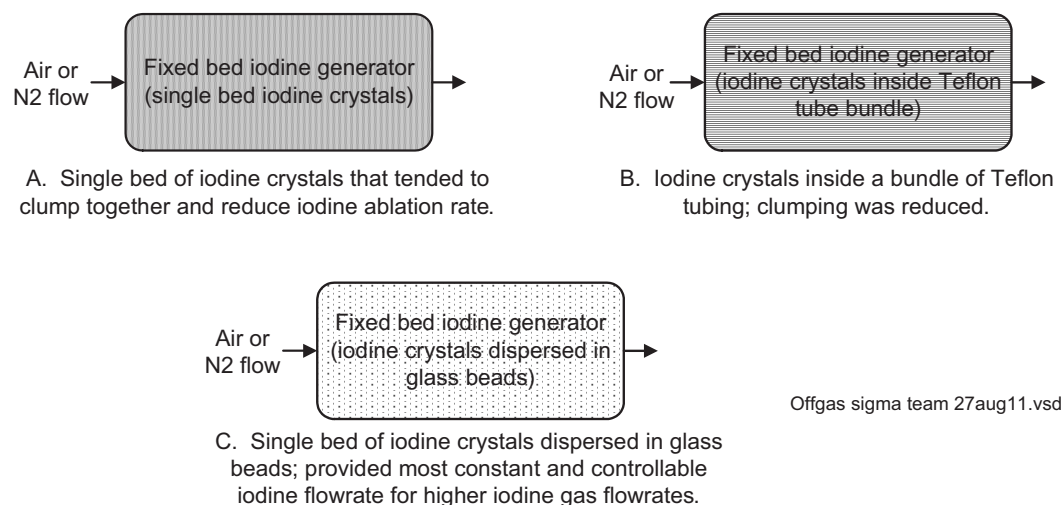 Air or
N2 flow
Fixed bed iodine generator
(single bed iodine crystals)
A.  Single bed of iodine crystals that tended to
clump together and reduce iodine ablation rate.
Air or
N2 flow
Fixed bed iodine generator
(iodine crystals inside Teflon
tube bundle)
B.  Iodine crystals inside a bundle of Teflon
tubing; clumping was reduced.
Air or
N2 flow
Fixed bed iodine generator
(iodine crystals dispersed in
glass beads)
C.  Single bed of iodine crystals dispersed in glass
beads; provided most constant and controllable
iodine flowrate for higher iodine gas flowrates.
Offgas sigma team 27aug11.vsd